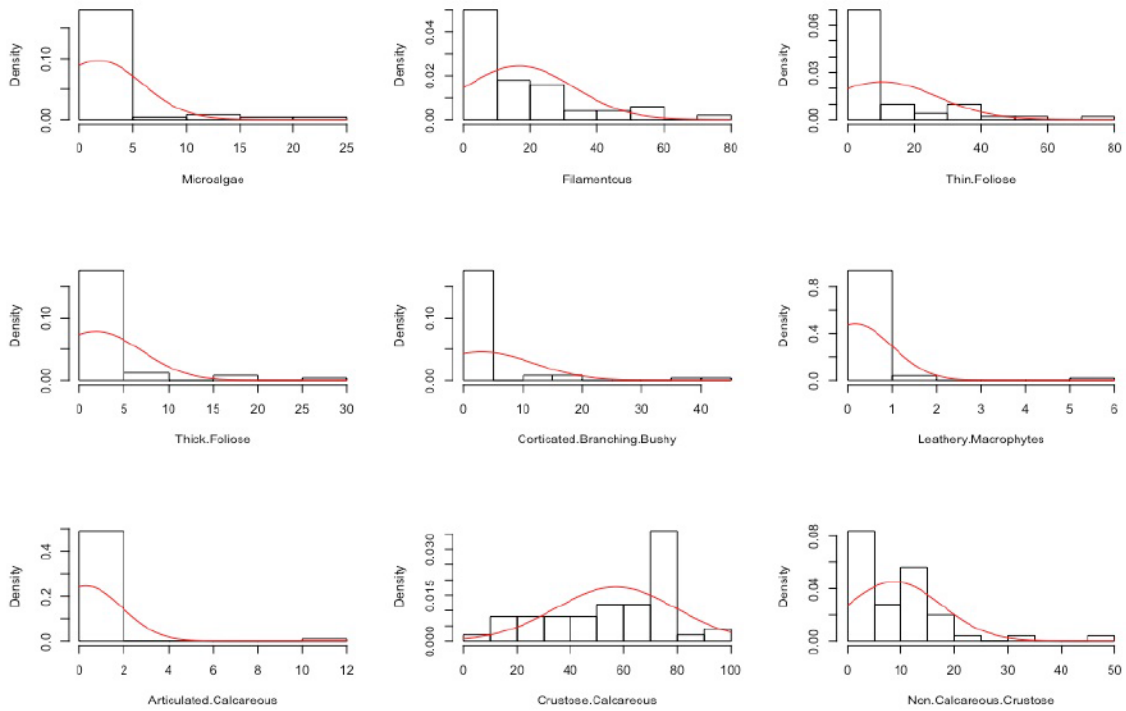 Density
0.00 0.10
0 5 10 15 20 25
Microalgae
Density
0.00 0.02 0.04
0 20 40 60 80
Filamentous
Density
0.00 0.03 0.06
0 20 40 60 80
Thin.Foliose
Density
0.00 0.10
0 5 10 15 20 25 30
Thick.Foliose
Density
0.00 0.10
0 10 20 30 40
Corticated.Branching.Bushy
Density
0.0 0.4 0.8
0 1 2 3 4 5 6
Leathery.Macrophytes
Density
0.0 0.2 0.4
0 2 4 6 8 10 12
Articulated.Calcareous
Density
0.000 0.015 0.030
0 20 40 60 80 100
Crustose.Calcareous
Density
0.00 0.04 0.08
0 10 20 30 40 50
Non.Calcareous.Crustose